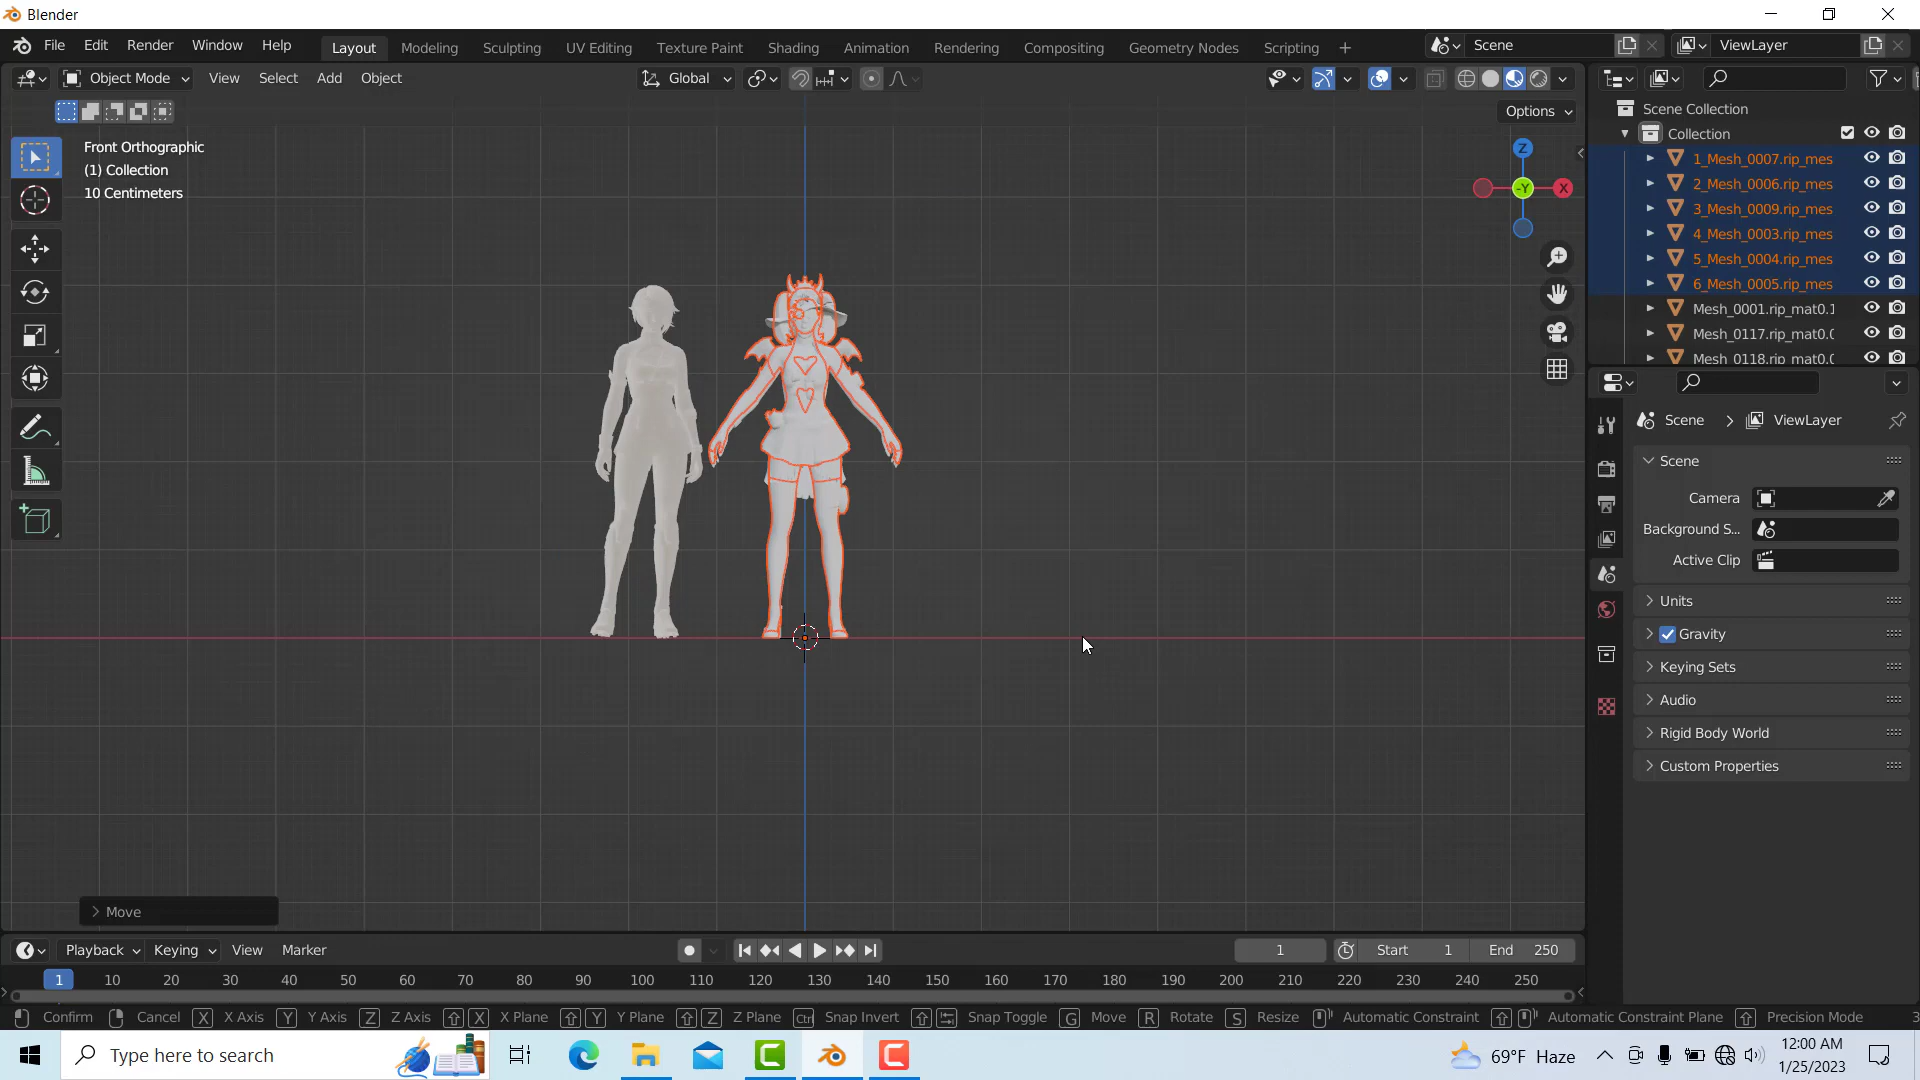 Blender
File Edit Render Window Help Layout Modeling Sculpting UV Editing Texture Paint Shading Animation Rendering Compositing Geometry Nodes Scripting + Scene ViewLayer
Object Mode View Select Add Object Global
Options
Front Orthographic
(1) Collection
10 Centimeters
Z
-Y
X
Scene Collection
Collection
1_Mesh_0007.rip_mes
2_Mesh_0006.rip_mes
3_Mesh_0009.rip_mes
4_Mesh_0003.rip_mes
5_Mesh_0004.rip_mes
6_Mesh_0005.rip_mes
Mesh_0001.rip_mat0.1
Mesh_0117.rip_mat0.0
Mesh_0118.rip_mat0.0
Scene > ViewLayer
Scene
Camera
Background S...
Active Clip
Units
Gravity
Keying Sets
Audio
Rigid Body World
Custom Properties
Move
Playback Keying View Marker 1 Start 1 End 250
1 10 20 30 40 50 60 70 80 90 100 110 120 130 140 150 160 170 180 190 200 210 220 230 240 250
Confirm Cancel X X Axis Y Y Axis Z Z Axis X X Plane Y Y Plane Z Z Plane Ctrl Snap Invert Snap Toggle G Move R Rotate S Resize Automatic Constraint Automatic Constraint Plane Precision Mode 3
Type here to search
69°F Haze
12:00 AM
1/25/2023